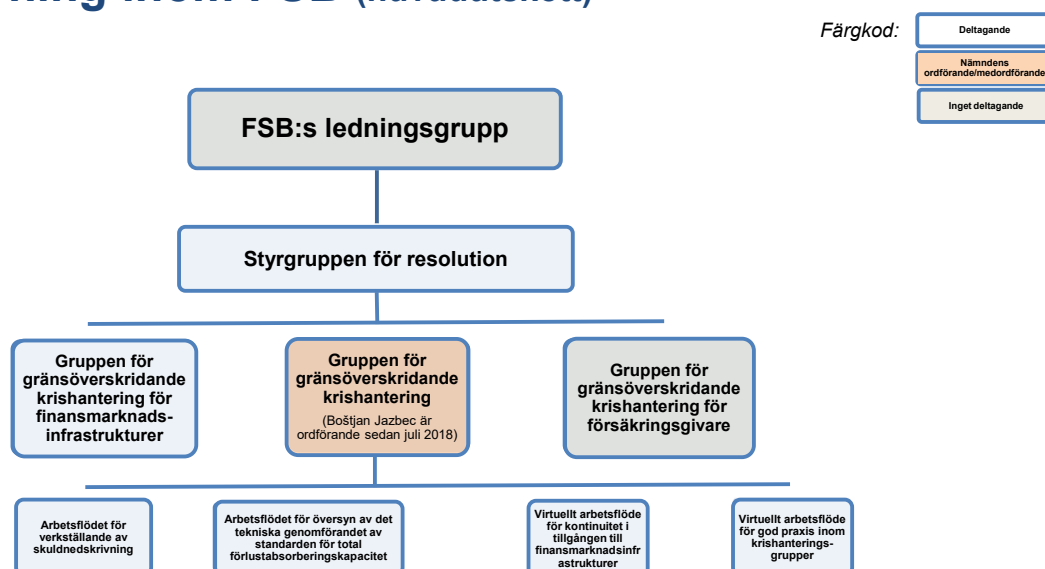 Färgkod:
Deltagande
Nämndens
ordförande/medordförande
Inget deltagande
FSB:s ledningsgrupp
Styrgruppen för resolution
Gruppen för
gränsöverskridande
krishantering för
finansmarknads-
infrastrukturer
Gruppen för
gränsöverskridande
krishantering
(Boštjan Jazbec är
ordförande sedan juli 2018)
Gruppen för
gränsöverskridande
krishantering för
försäkringsgivare
Arbetsflödet för
verkställande av
skuldnedskrivning
Arbetsflödet för översyn av det
tekniska genomförandet av
standarden för total
förlustabsorberingskapacitet
Virtuellt arbetsflöde
för kontinuitet i
tillgången till
finansmarknadsinfr
astrukturer
Virtuellt arbetsflöde
för god praxis inom
krishanterings-
grupper